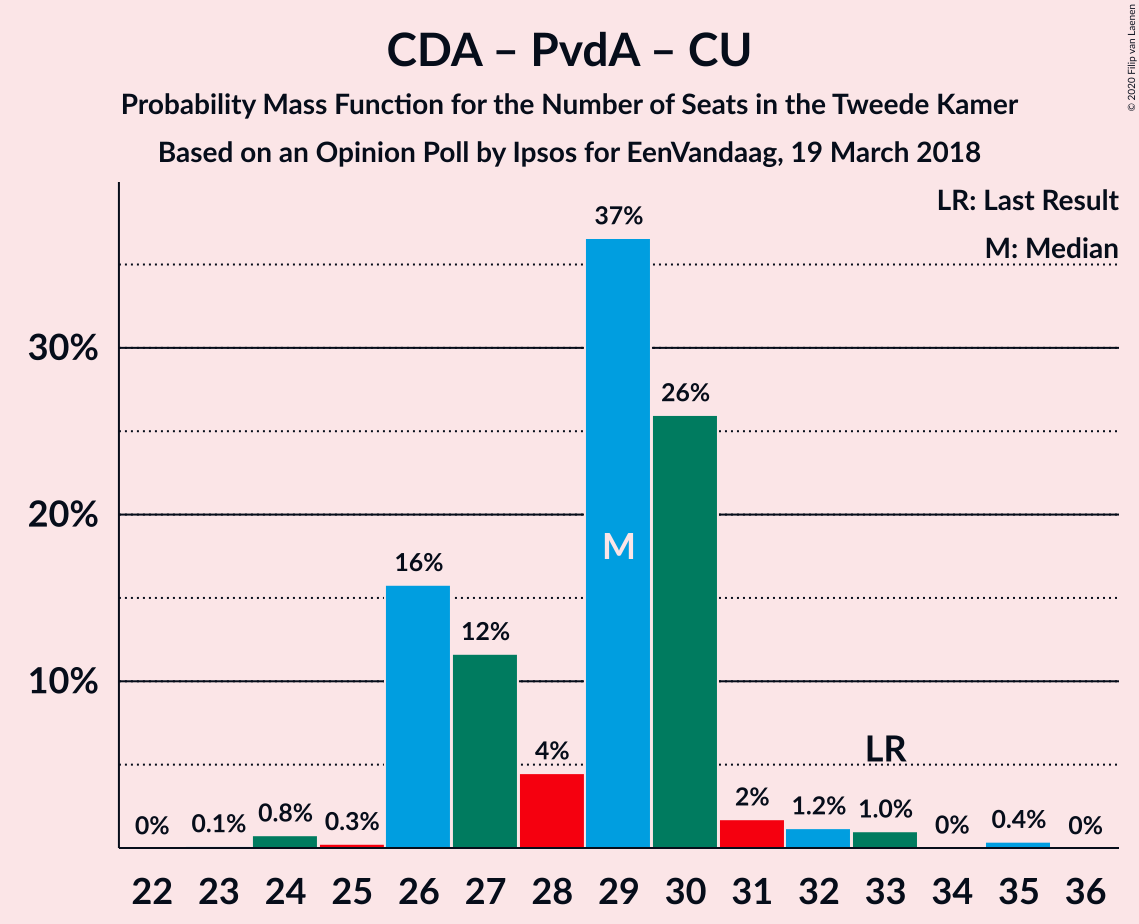 CDA – PvdA – CU
Probability Mass Function for the Number of Seats in the Tweede Kamer
Based on an Opinion Poll by Ipsos for EenVandaag, 19 March 2018
© 2020 Filip van Laenen
LR: Last Result
M: Median
30%
20%
10%
0%
0.1%
0.8%
0.3%
16%
12%
4%
37%
M
26%
2%
1.2%
1.0%
LR
0%
0.4%
0%
22 23 24 25 26 27 28 29 30 31 32 33 34 35 36